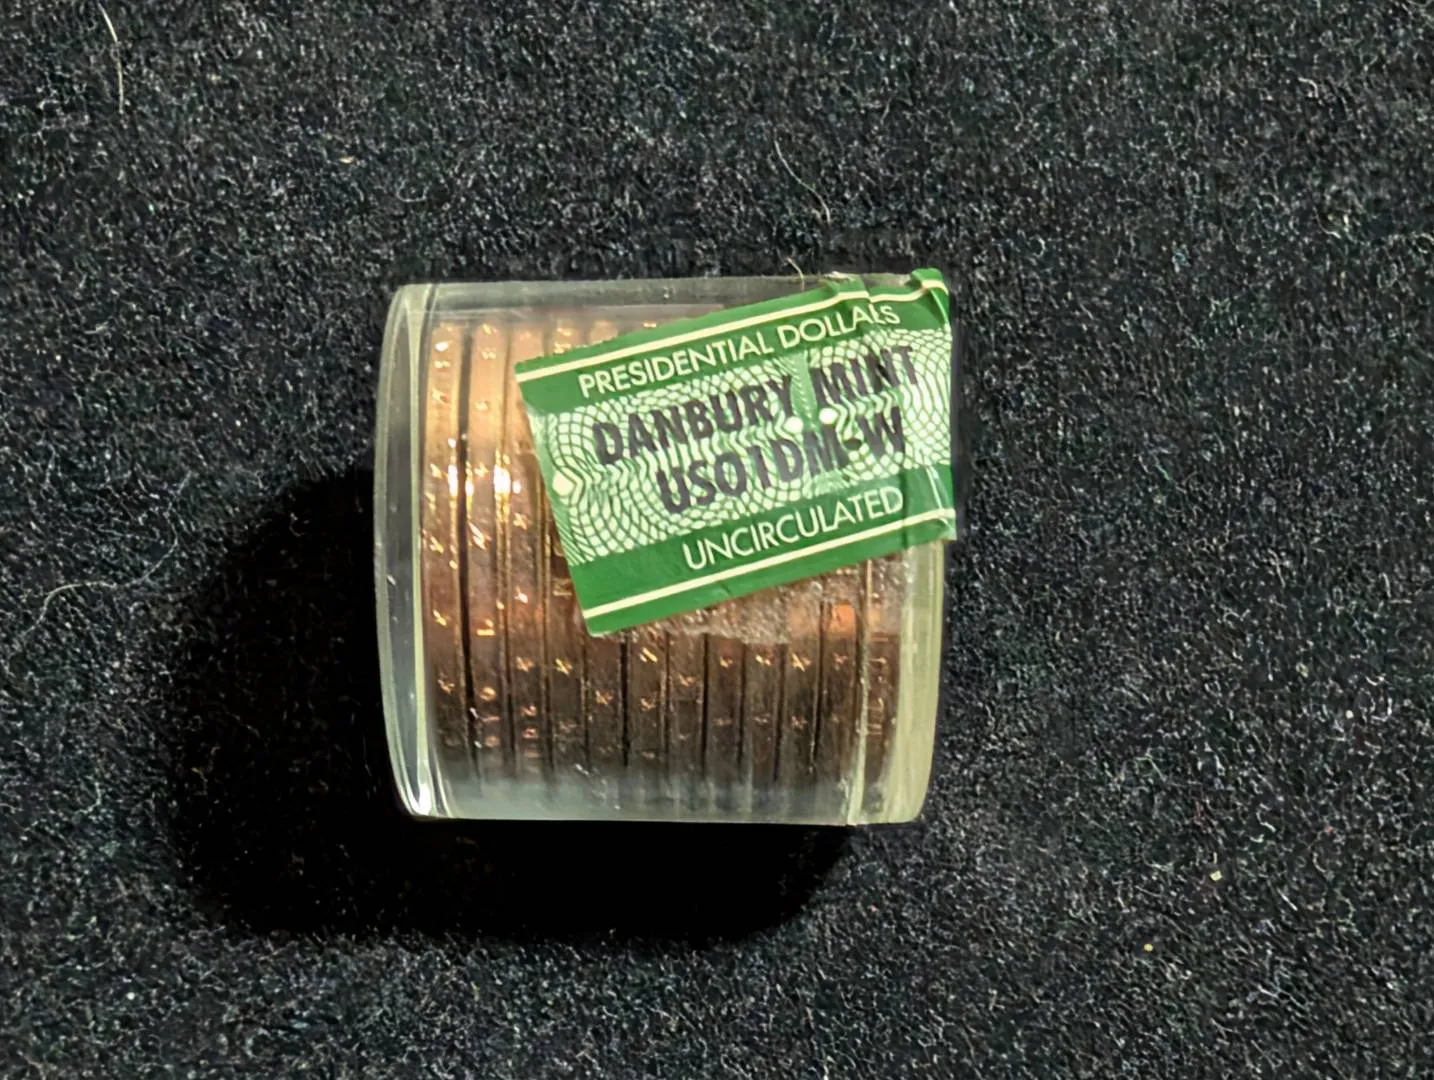 PRESIDENTIAL DOLLARS
DANBURY MINT
US01DM-W
UNCIRCULATED